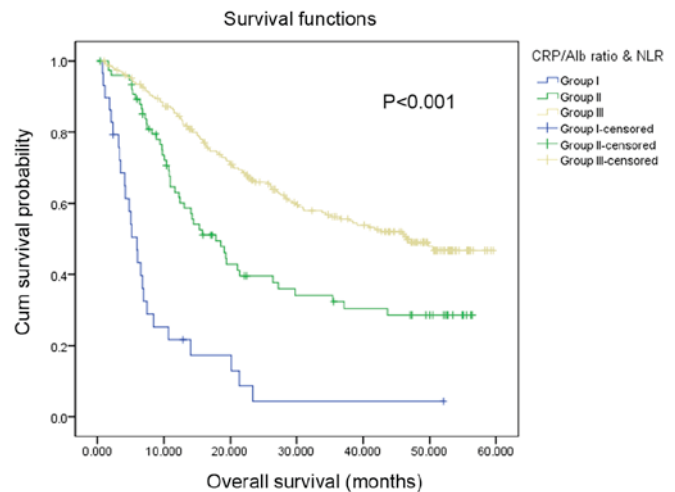 Survival functions
CRP/Alb ratio & NLR
Group I
Group II
Group III
Group I-censored
Group II-censored
Group III-censored
P<0.001
Cum survival probability
1.0
0.8
0.6
0.4
0.2
0.0
0.000 10.000 20.000 30.000 40.000 50.000 60.000
Overall survival (months)